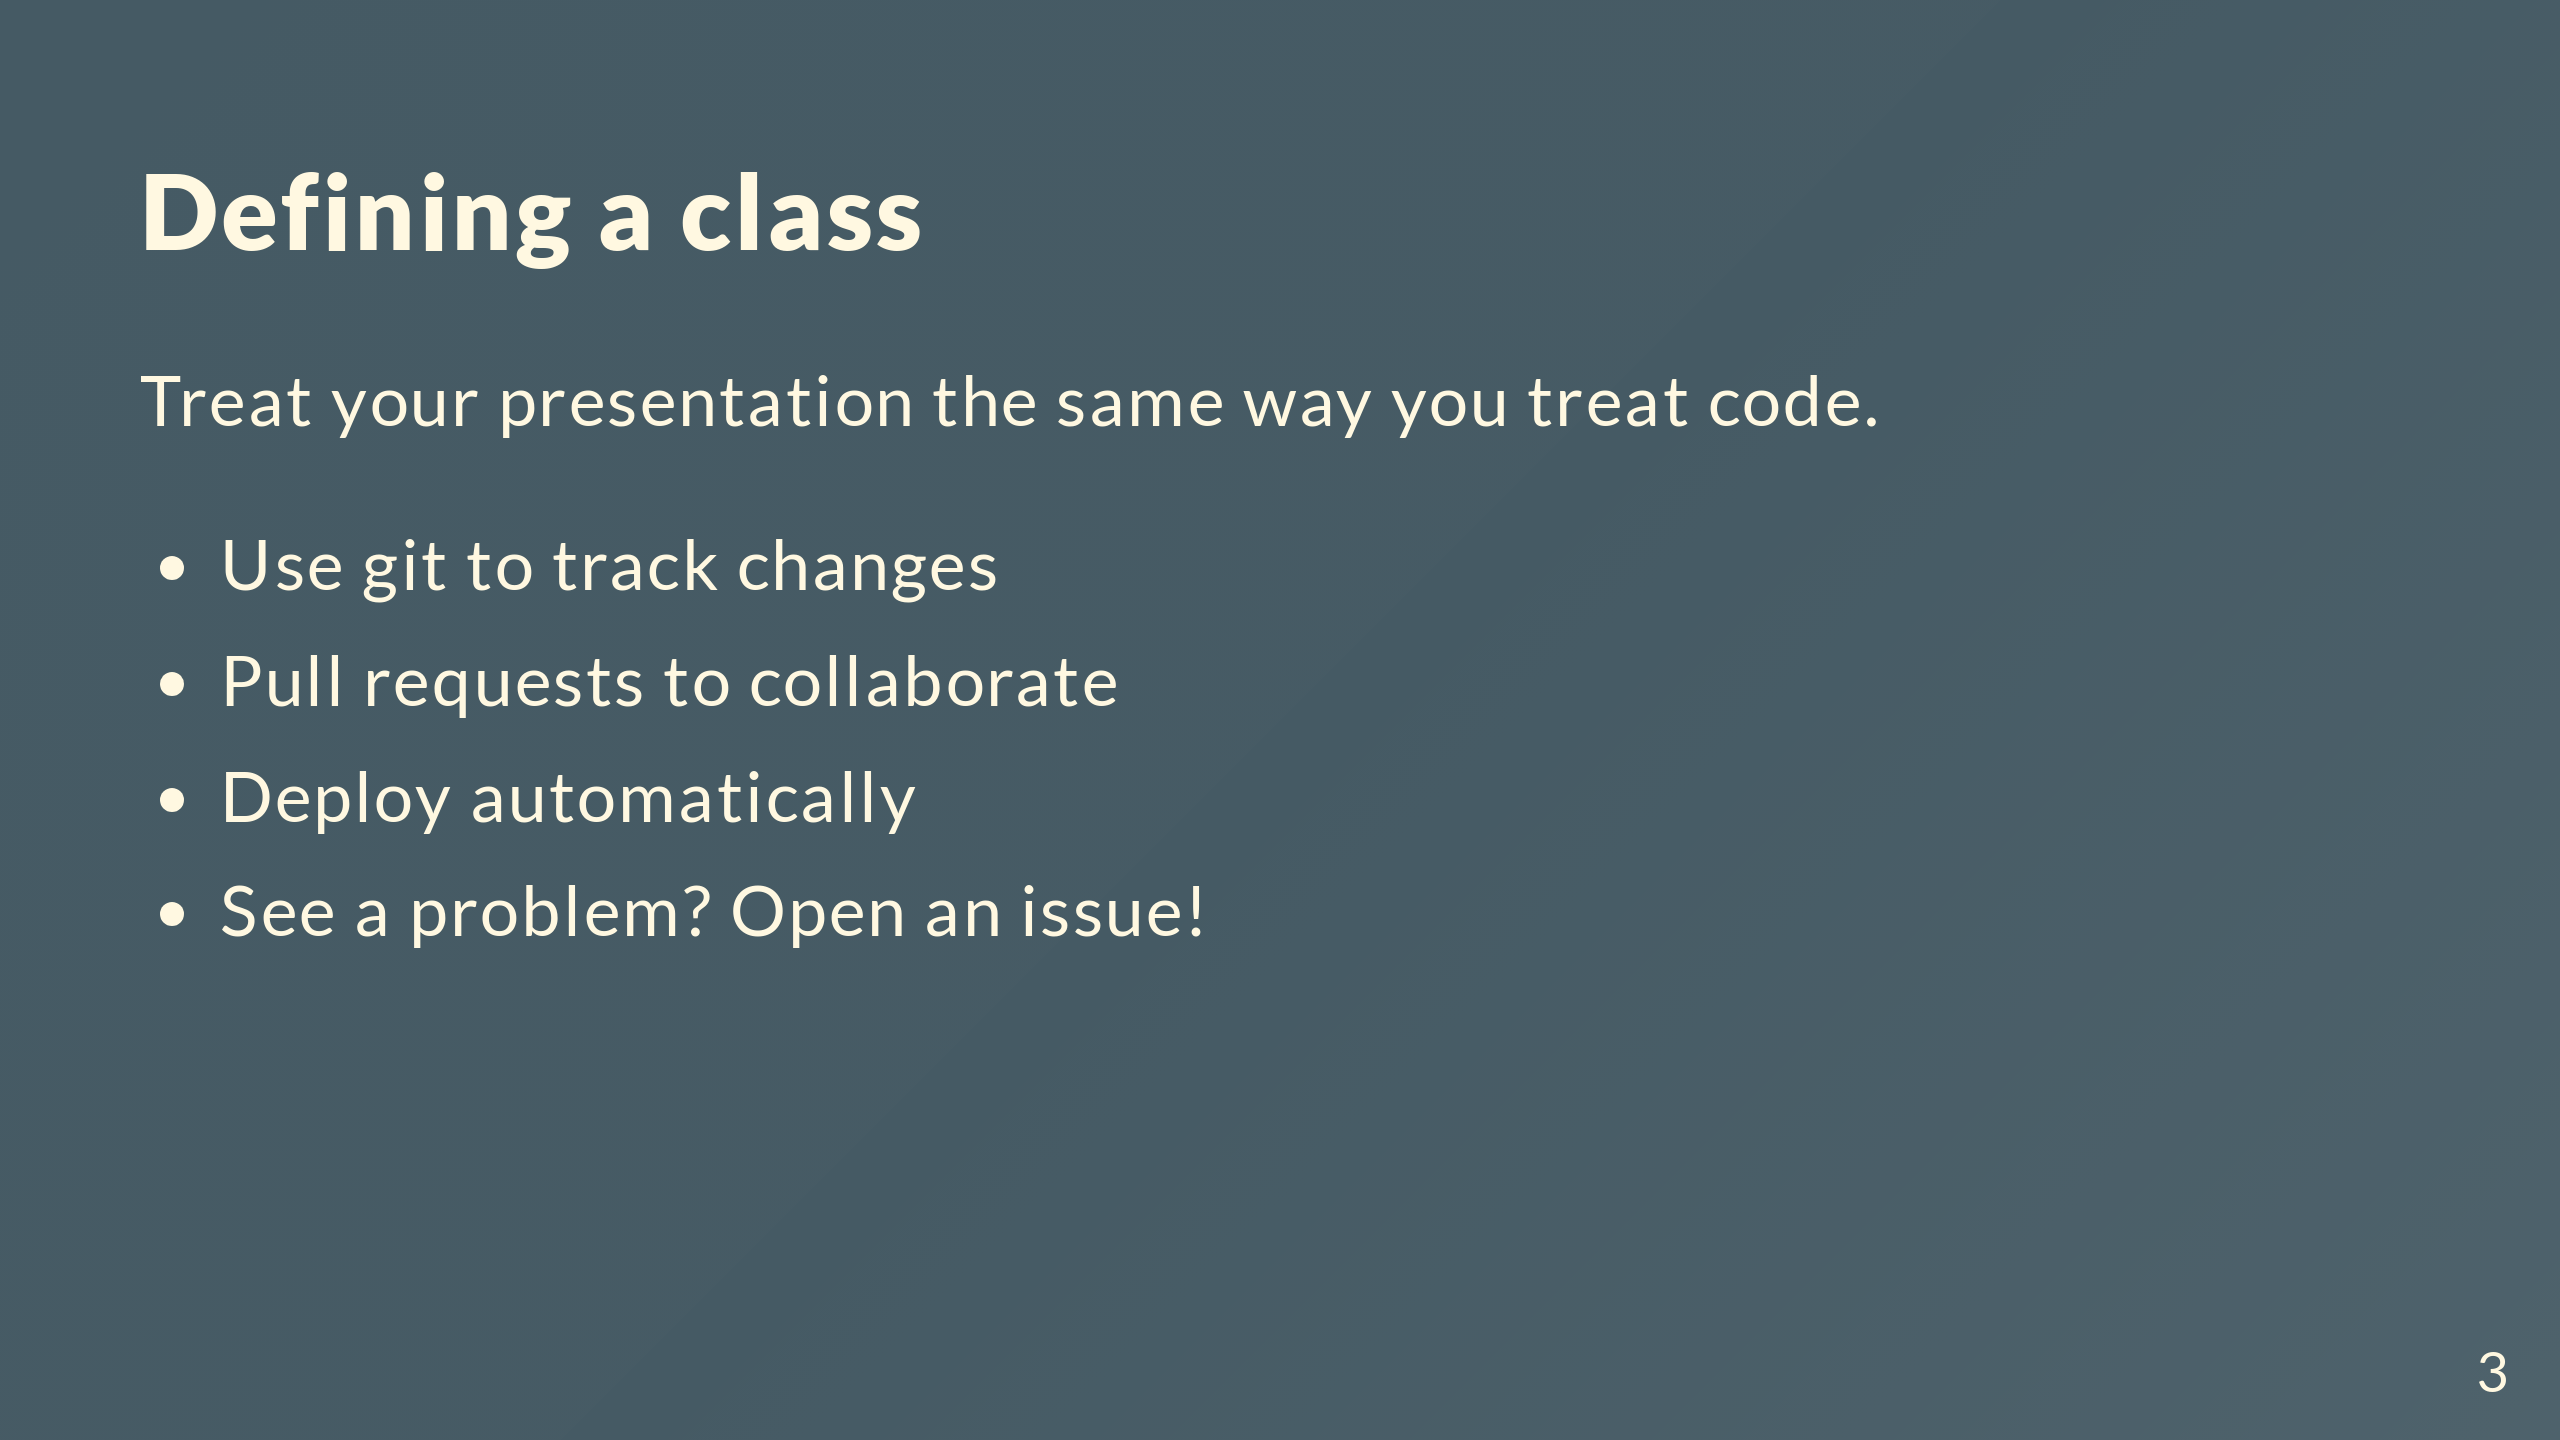 Defining a class
Treat your presentation the same way you treat code.
• Use git to track changes
• Pull requests to collaborate
• Deploy automatically
• See a problem? Open an issue!
3